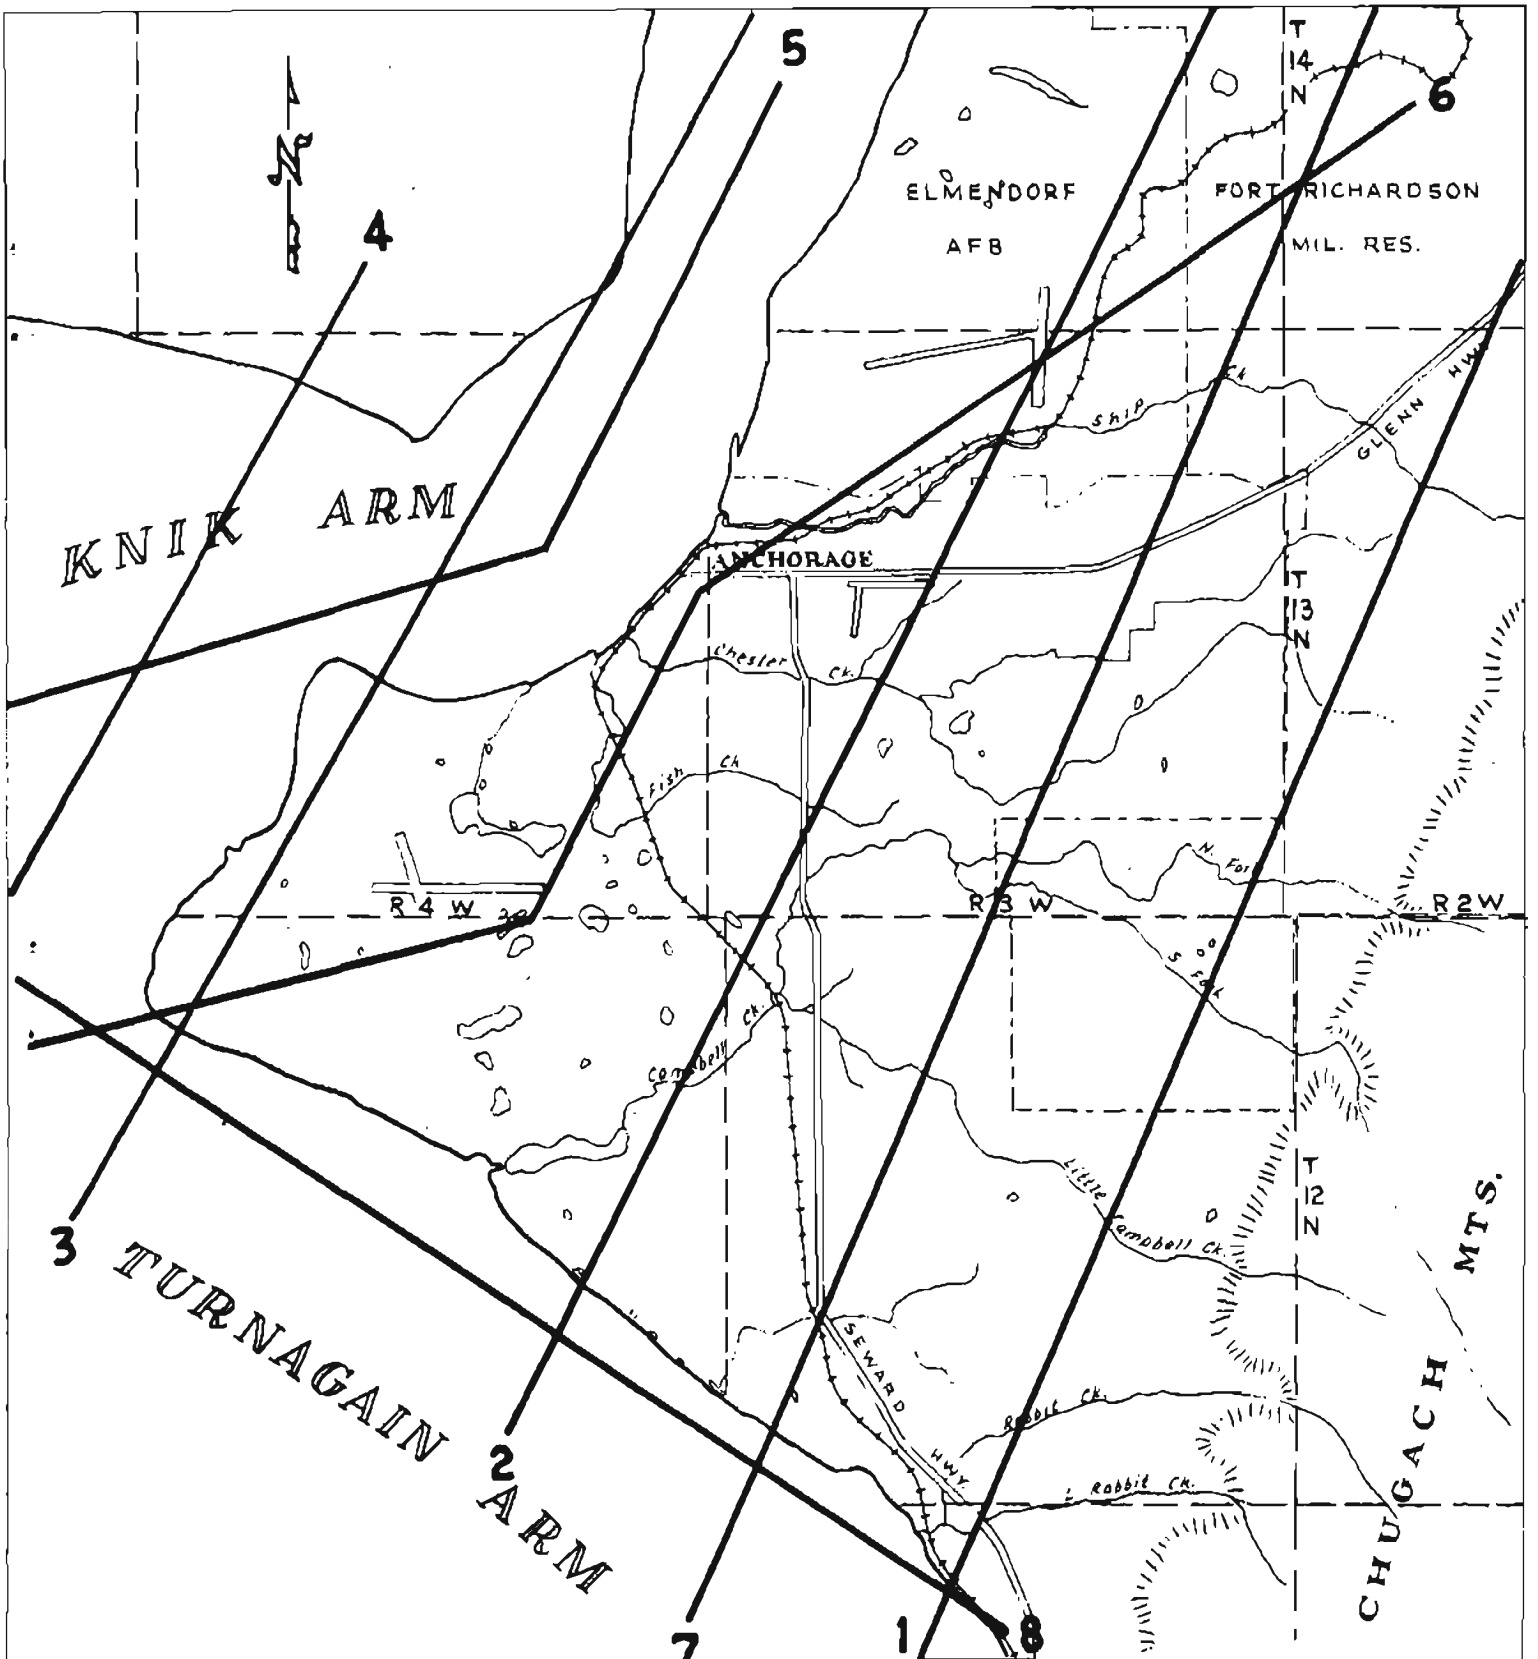 5
T
14
N
6
N
ELMENDORF
AFB
FORT RICHARDSON
MIL. RES.
4
Ship Ck
GLENN HWY
KNIK ARM
ANCHORAGE
T
13
N
Chester Ck.
Fish Ck
N. Fork
R 4 W
R 3 W
R 2 W
S Fork
Campbell Ck.
Little Campbell Ck.
T
12
N
3
TURNAGAIN ARM
SEWARD HWY.
Rabbit Ck.
L Rabbit Ck.
CHUGACH MTS.
2
7
1
8